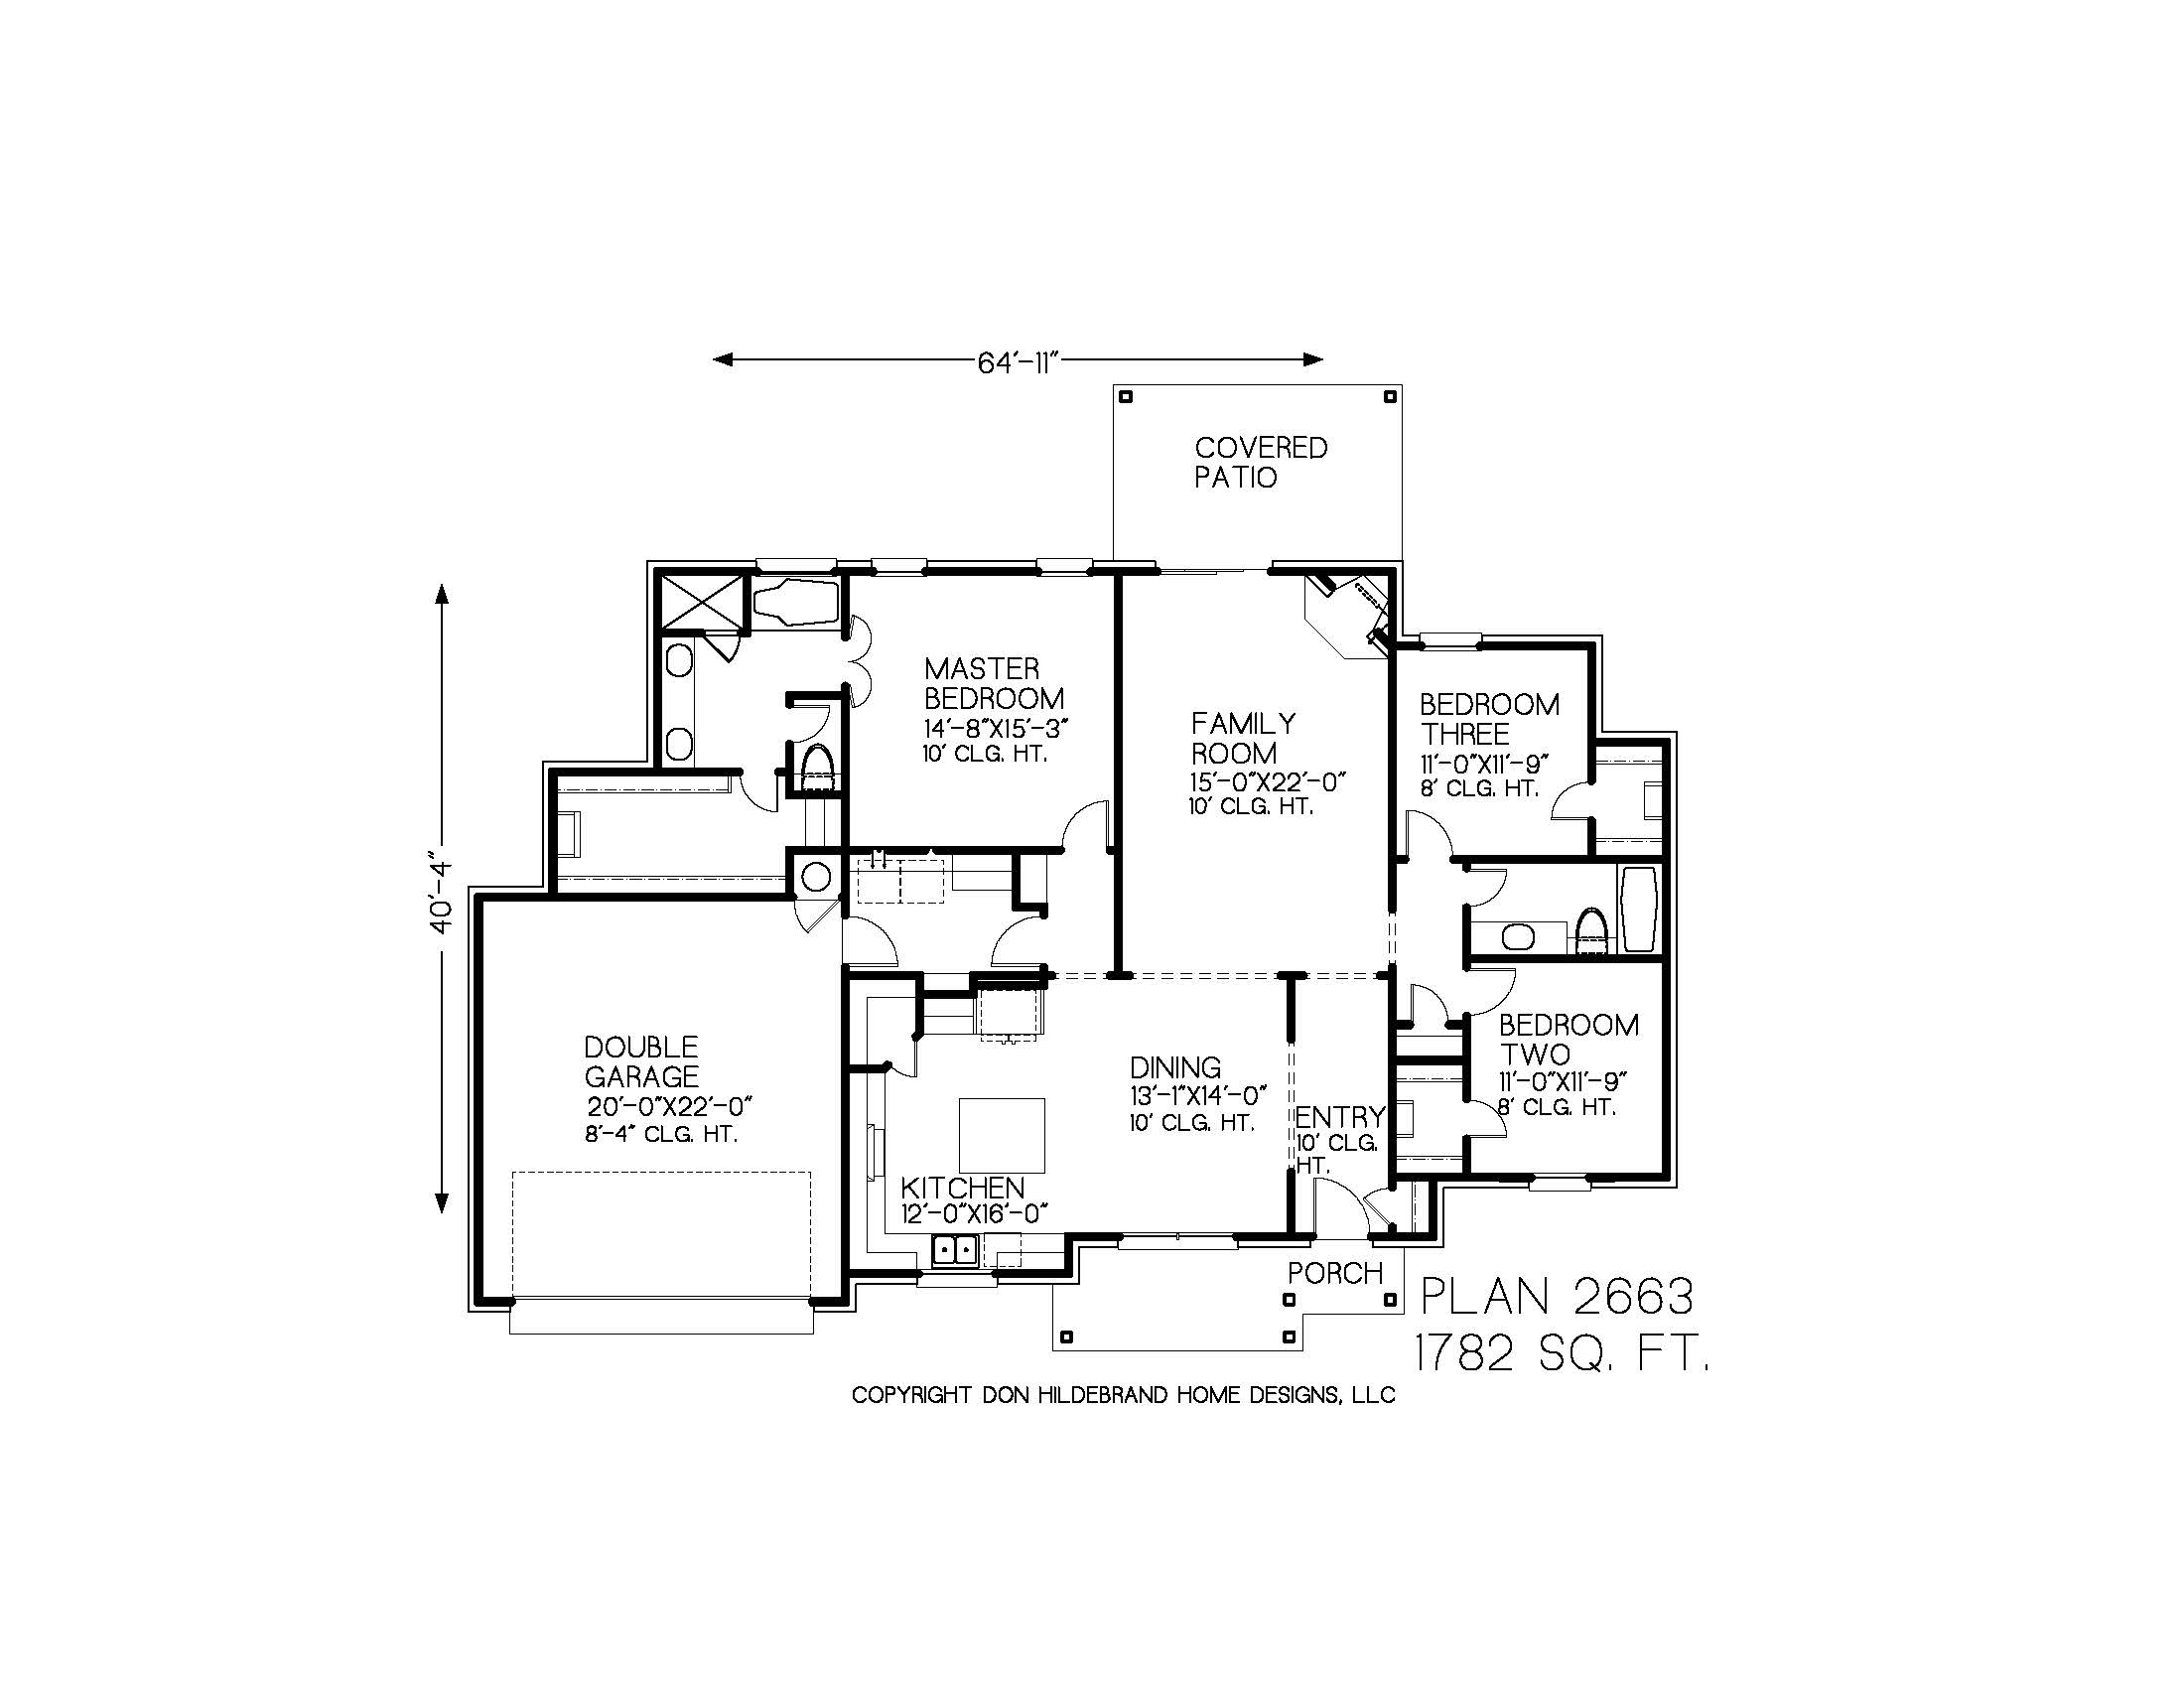 64'-11"
COVERED
PATIO
MASTER
BEDROOM
14'-8"X15'-3"
10' CLG. HT.
FAMILY
ROOM
15'-0"X22'-0"
10' CLG. HT.
BEDROOM
THREE
11'-0"X11'-9"
8' CLG. HT.
40'-4"
DOUBLE
GARAGE
20'-0"X22'-0"
8'-4" CLG. HT.
DINING
13'-1"X14'-0"
10' CLG. HT.
BEDROOM
TWO
11'-0"X11'-9"
8' CLG. HT.
ENTRY
10' CLG.
HT.
KITCHEN
12'-0"X16'-0"
PORCH
PLAN 2663
1782 SQ. FT.
COPYRIGHT DON HILDEBRAND HOME DESIGNS, LLC